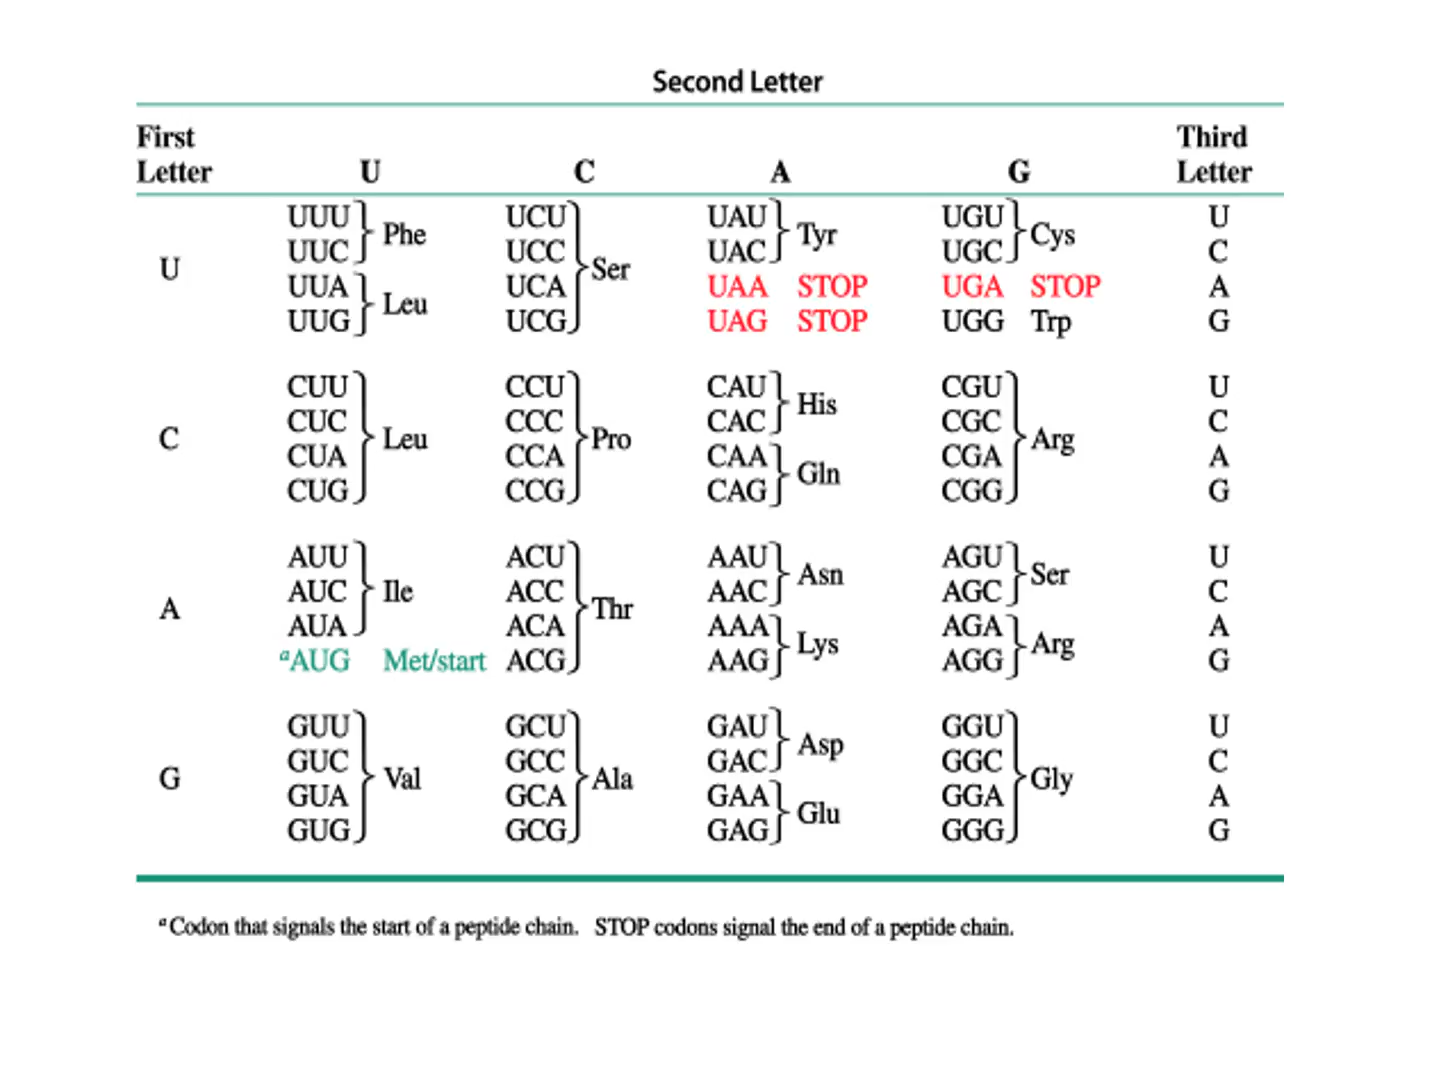 Second Letter
First Letter U C A G Third Letter
U UUU Phe UCU Ser UAU Tyr UGU Cys U
UUC UCC UAC UGC C
UUA Leu UCA UAA STOP UGA STOP A
UUG UCG UAG STOP UGG Trp G
C CUU Leu CCU Pro CAU His CGU Arg U
CUC CCC CAC CGC C
CUA CCA CAA Gln CGA A
CUG CCG CAG CGG G
A AUU Ile ACU Thr AAU Asn AGU Ser U
AUC ACC AAC AGC C
AUA ACA AAA Lys AGA Arg A
aAUG Met/start ACG AAG AGG G
G GUU Val GCU Ala GAU Asp GGU Gly U
GUC GCC GAC GGC C
GUA GCA GAA Glu GGA A
GUG GCG GAG GGG G
aCodon that signals the start of a peptide chain. STOP codons signal the end of a peptide chain.